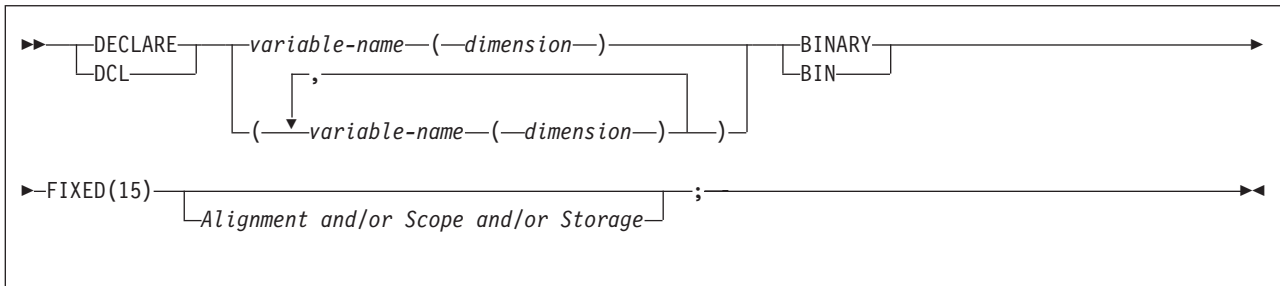 DECLARE variable-name ( dimension ) BINARY
DCL , BIN
( variable-name ( dimension ) )
FIXED(15) ;
Alignment and/or Scope and/or Storage